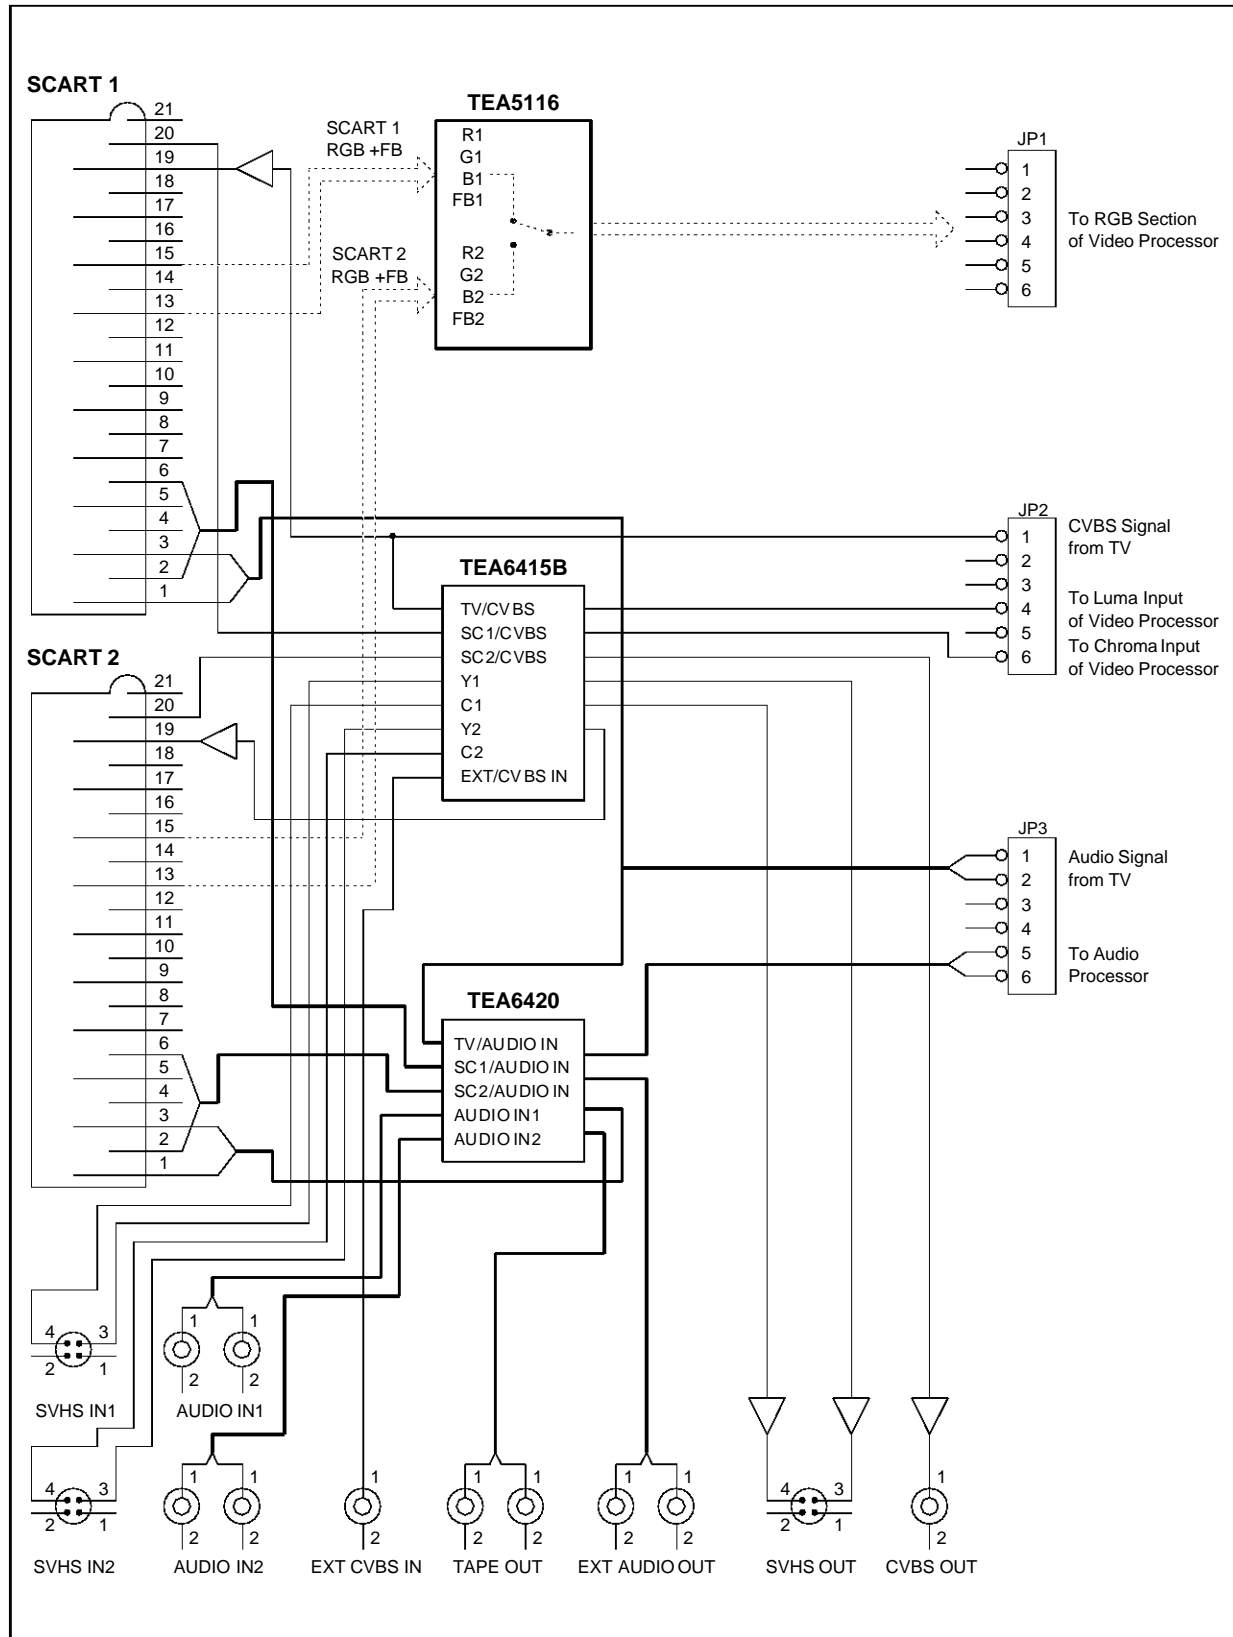 SCART 1
21
20
19
18
17
16
15
14
13
12
11
10
9
8
7
6
5
4
3
2
1
SCART 1
RGB +FB
SCART 2
RGB +FB
TEA5116
R1
G1
B1
FB1
R2
G2
B2
FB2
JP1
1
2
3
4
5
6
To RGB Section
of Video Processor
JP2
1
2
3
4
5
6
CVBS Signal
from TV
To Luma Input
of Video Processor
To Chroma Input
of Video Processor
TEA6415B
TV/CVBS
SC1/CVBS
SC2/CVBS
Y1
C1
Y2
C2
EXT/CVBS IN
SCART 2
21
20
19
18
17
16
15
14
13
12
11
10
9
8
7
6
5
4
3
2
1
JP3
1
2
3
4
5
6
Audio Signal
from TV
To Audio
Processor
TEA6420
TV/AUDIO IN
SC1/AUDIO IN
SC2/AUDIO IN
AUDIO IN1
AUDIO IN2
4 3
2 1
SVHS IN1
1 1
2 2
AUDIO IN1
4 3
2 1
SVHS IN2
1 1
2 2
AUDIO IN2
1
2
EXT CVBS IN
1 1
2 2
TAPE OUT
1 1
2 2
EXT AUDIO OUT
4 3
2 1
SVHS OUT
1
2
CVBS OUT